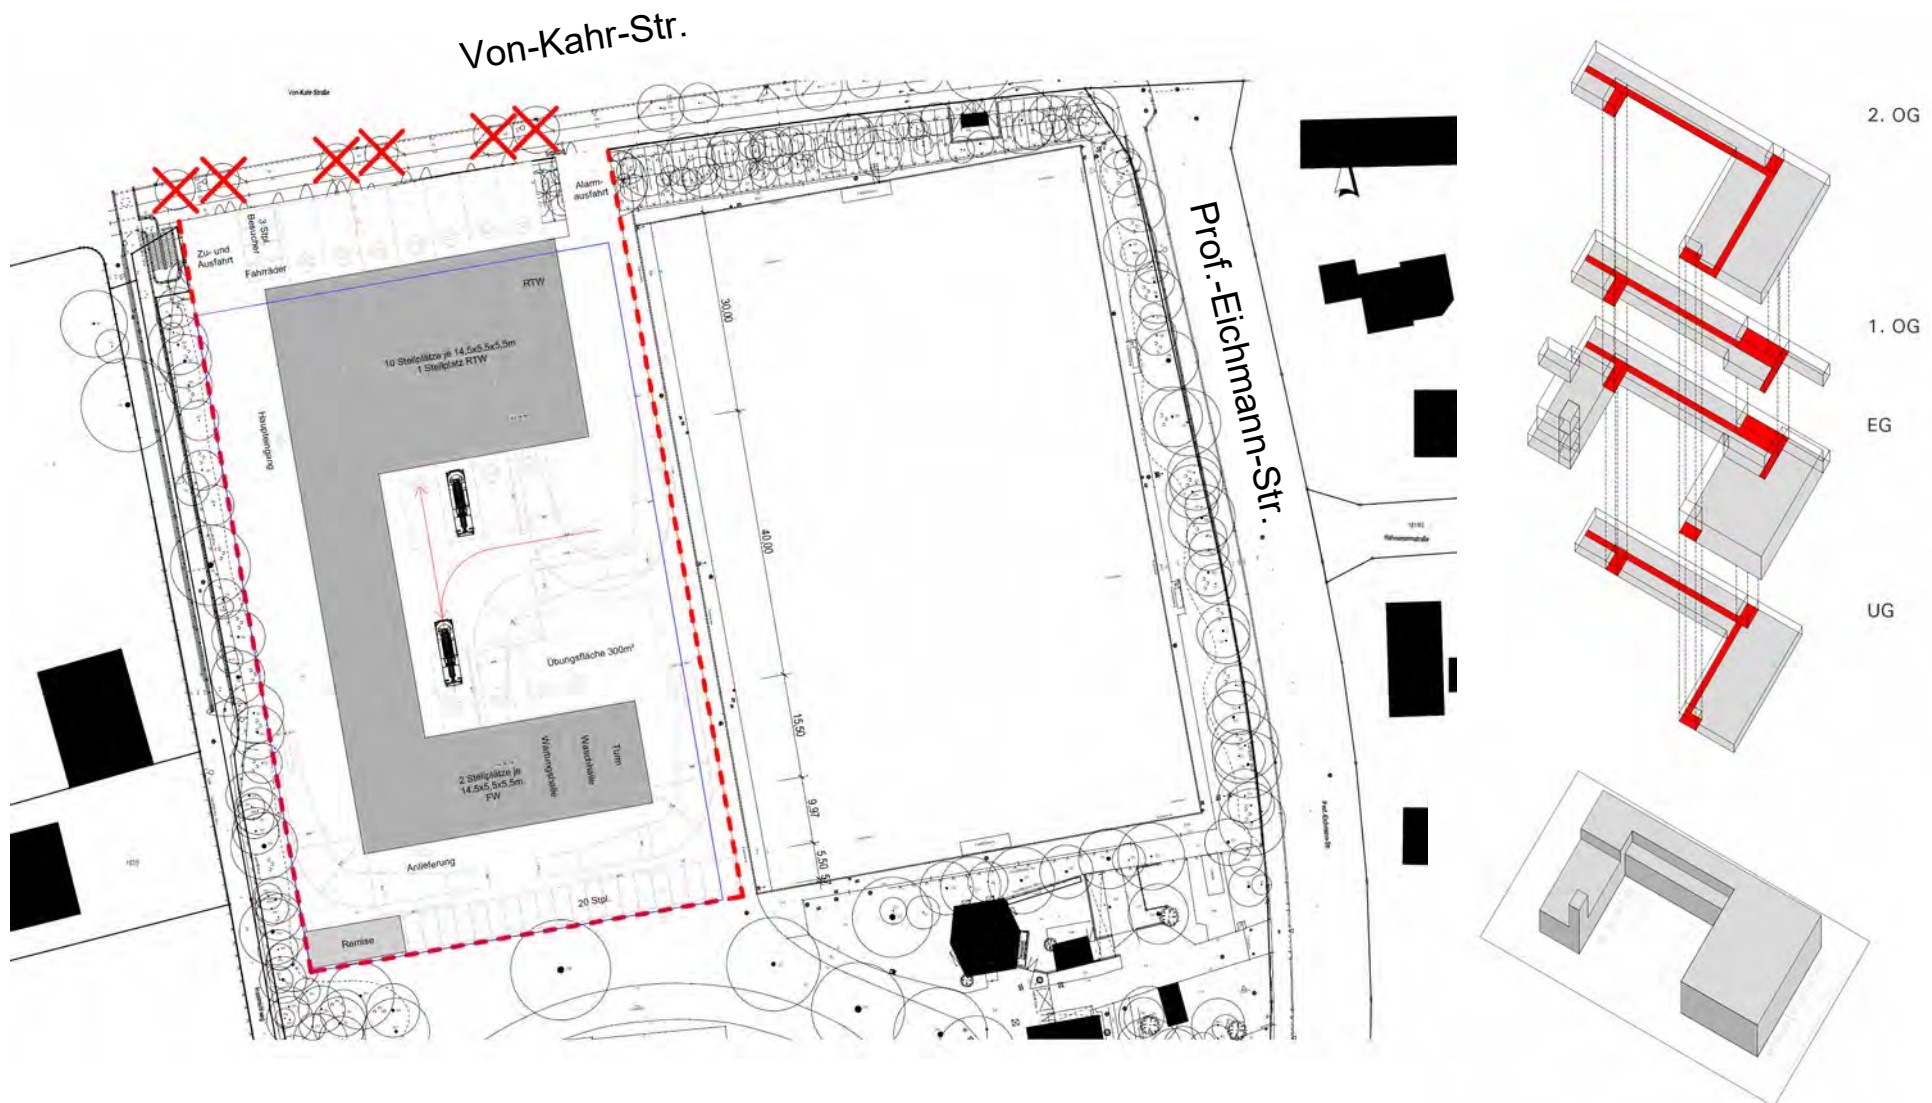 Von-Kahr-Str.
Von-Kahr-Straße
Alarm-
ausfahrt
3 Stpl.
Besucher
Zu- und
Ausfahrt
Fahrräder
RTW
10 Stellplätze je 14,5x5,5x5,5m
1 Stellplatz RTW
Haupteingang
Übungsfläche 300m²
2 Stellplätze je
14,5x5,5x5,5m
FW
Wartungshalle
Waschhalle
Turm
Anlieferung
20 Stpl.
Remise
30,00
40,00
15,50
9,97
5,50
Prof.-Eichmann-Str.
Prof.-Eichmann-Str.
2. OG
1. OG
EG
UG